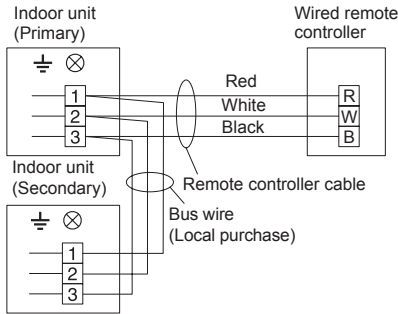 Indoor unit
(Primary)
Wired remote
controller
1
2
3
Red
White
Black
R
W
B
Indoor unit
(Secondary)
Remote controller cable
Bus wire
(Local purchase)
1
2
3